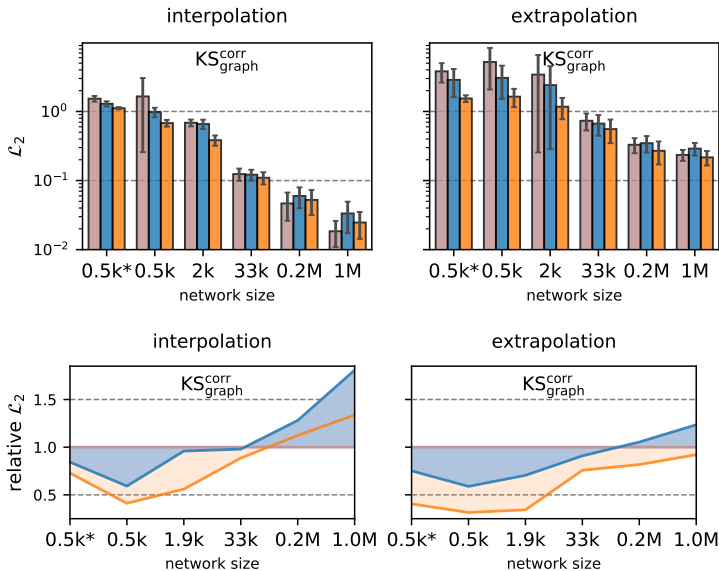 interpolation
extrapolation
KS^corr_graph
KS^corr_graph
10^0
10^−1
10^−2
ℒ_2
0.5k* 0.5k 2k 33k 0.2M 1M
0.5k* 0.5k 2k 33k 0.2M 1M
network size
network size
interpolation
extrapolation
KS^corr_graph
KS^corr_graph
1.5
1.0
0.5
relative ℒ_2
0.5k* 0.5k 1.9k 33k 0.2M 1.0M
0.5k* 0.5k 1.9k 33k 0.2M 1.0M
network size
network size